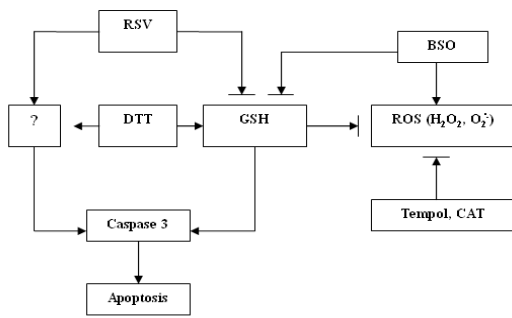 RSV
BSO
?
DTT
GSH
ROS (H₂O₂, O₂⁻)
Tempol, CAT
Caspase 3
Apoptosis